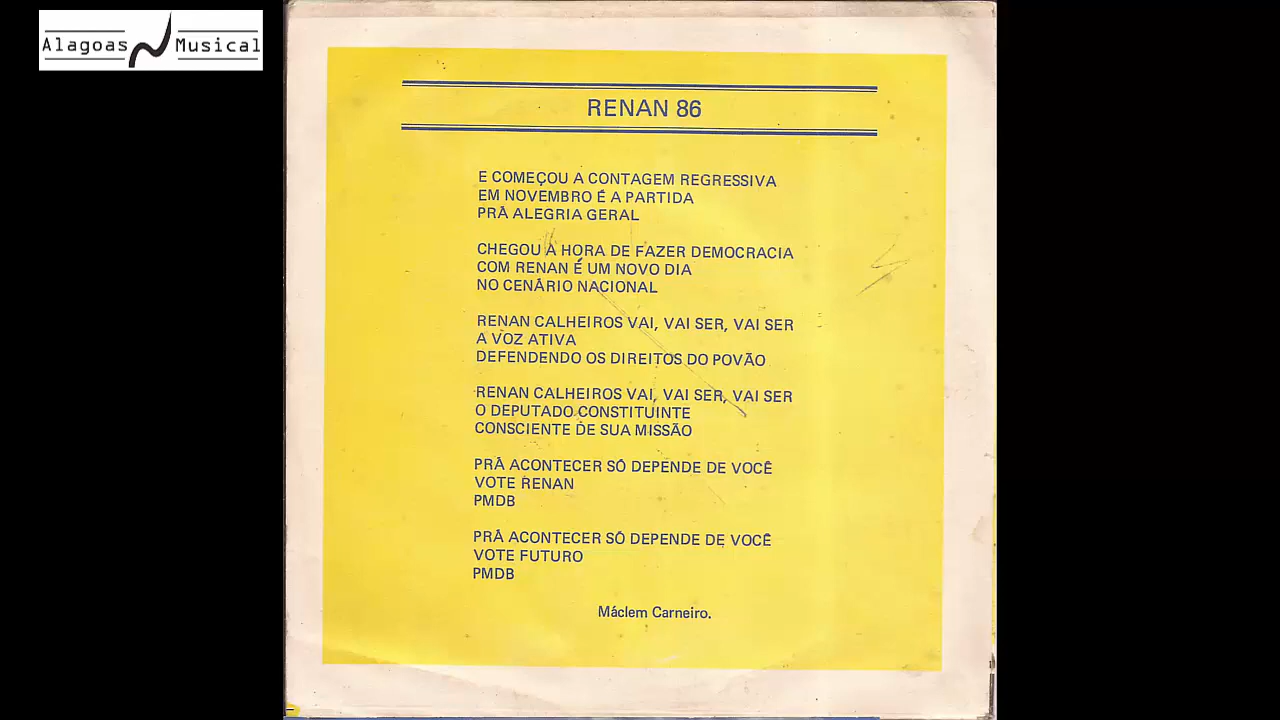 Alagoas Musical
RENAN 86
E COMEÇOU A CONTAGEM REGRESSIVA
EM NOVEMBRO É A PARTIDA
PRÁ ALEGRIA GERAL
CHEGOU A HORA DE FAZER DEMOCRACIA
COM RENAN É UM NOVO DIA
NO CENÁRIO NACIONAL
RENAN CALHEIROS VAI, VAI SER, VAI SER
A VOZ ATIVA
DEFENDENDO OS DIREITOS DO POVÃO
RENAN CALHEIROS VAI, VAI SER, VAI SER
O DEPUTADO CONSTITUINTE
CONSCIENTE DE SUA MISSÃO
PRÁ ACONTECER SÓ DEPENDE DE VOCÊ
VOTE RENAN
PMDB
PRÁ ACONTECER SÓ DEPENDE DE VOCÊ
VOTE FUTURO
PMDB
Máclem Carneiro.